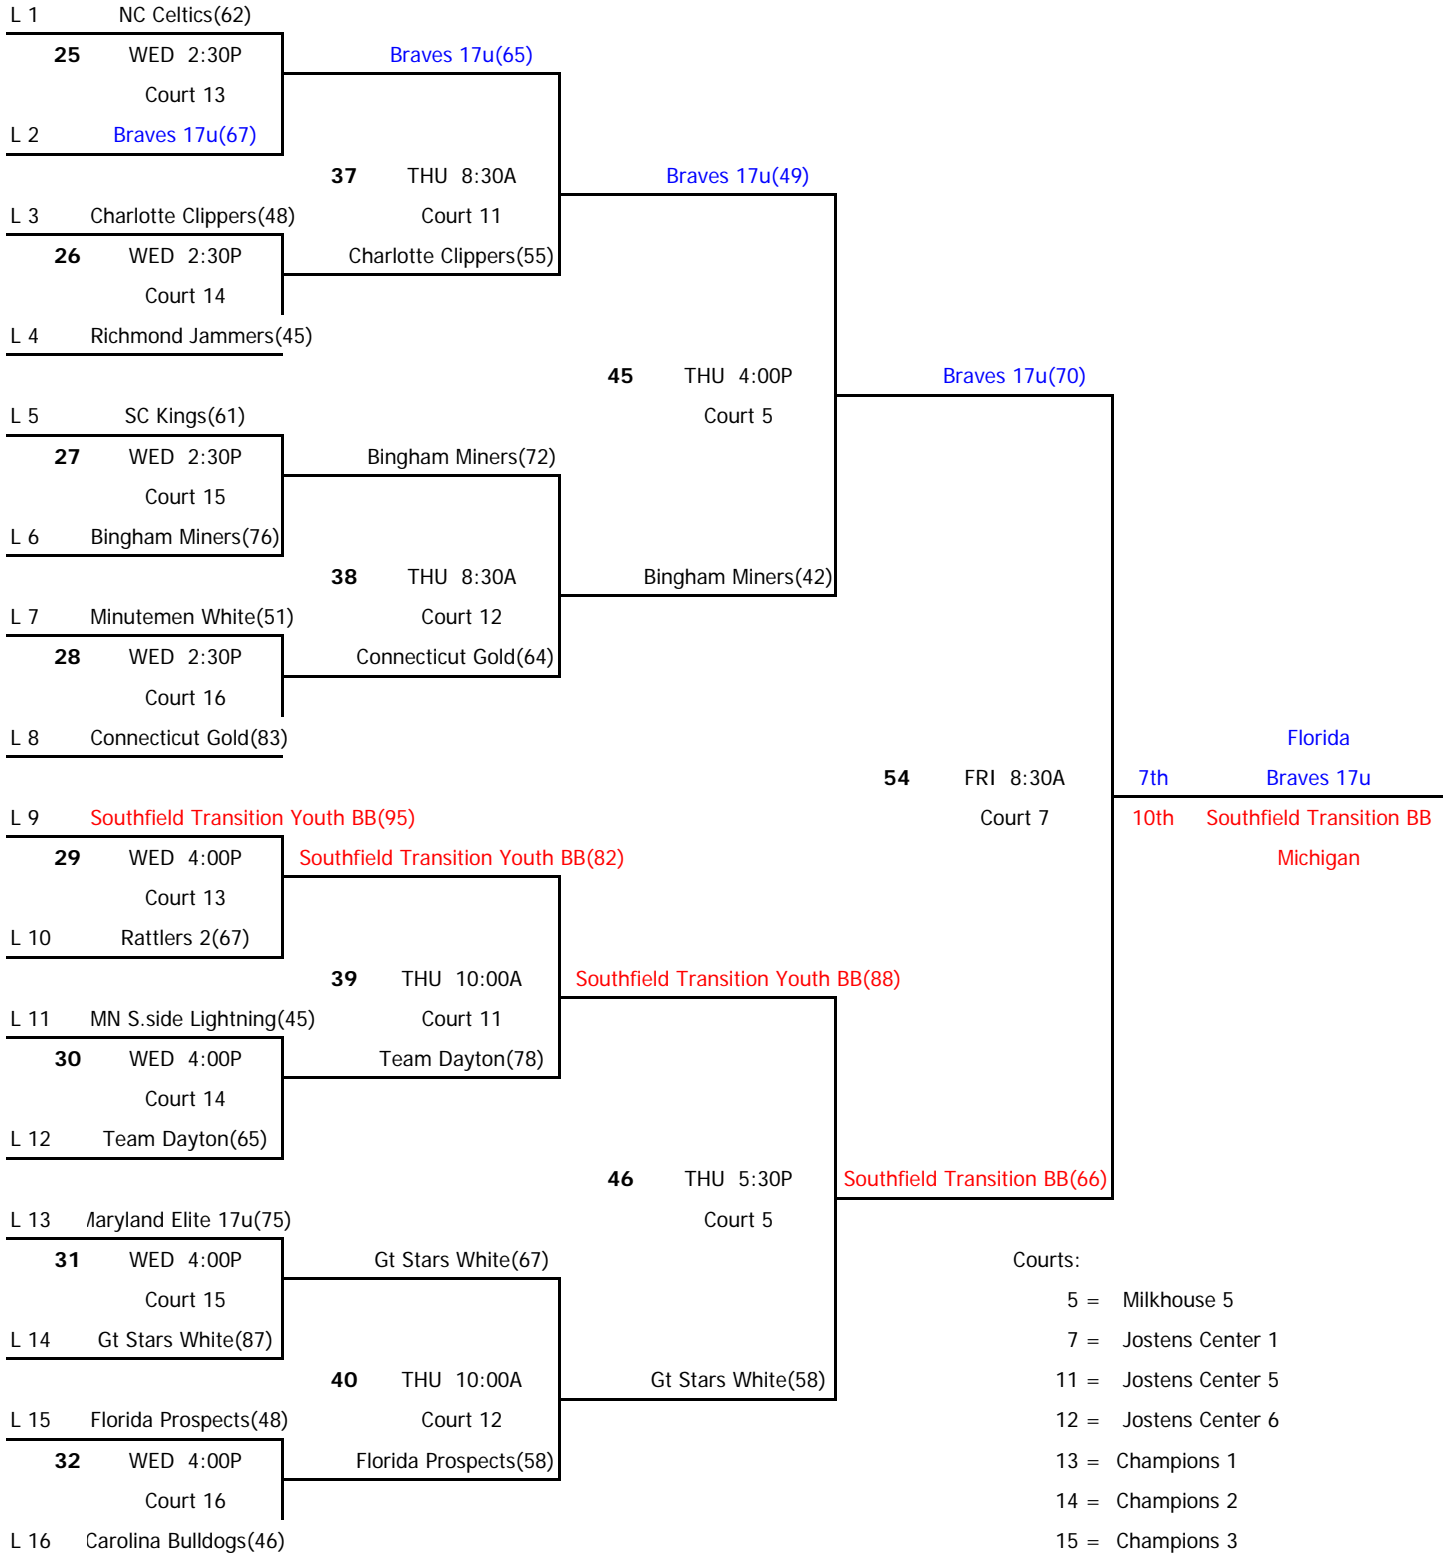 L 1 NC Celtics(62)
25 WED 2:30P Braves 17u(65)
Court 13
L 2 Braves 17u(67)
37 THU 8:30A Braves 17u(49)
L 3 Charlotte Clippers(48) Court 11
26 WED 2:30P Charlotte Clippers(55)
Court 14
L 4 Richmond Jammers(45)
45 THU 4:00P Braves 17u(70)
L 5 SC Kings(61) Court 5
27 WED 2:30P Bingham Miners(72)
Court 15
L 6 Bingham Miners(76)
38 THU 8:30A Bingham Miners(42)
L 7 Minutemen White(51) Court 12
28 WED 2:30P Connecticut Gold(64)
Court 16
L 8 Connecticut Gold(83) Florida
54 FRI 8:30A 7th Braves 17u
L 9 Southfield Transition Youth BB(95) Court 7 10th Southfield Transition BB
29 WED 4:00P Southfield Transition Youth BB(82) Michigan
Court 13
L 10 Rattlers 2(67)
39 THU 10:00A Southfield Transition Youth BB(88)
L 11 MN S.side Lightning(45) Court 11
30 WED 4:00P Team Dayton(78)
Court 14
L 12 Team Dayton(65)
46 THU 5:30P Southfield Transition BB(66)
L 13 Maryland Elite 17u(75) Court 5
31 WED 4:00P Gt Stars White(67) Courts:
Court 15 5 = Milkhouse 5
L 14 Gt Stars White(87) 7 = Jostens Center 1
40 THU 10:00A Gt Stars White(58) 11 = Jostens Center 5
L 15 Florida Prospects(48) Court 12 12 = Jostens Center 6
32 WED 4:00P Florida Prospects(58) 13 = Champions 1
Court 16 14 = Champions 2
L 16 Carolina Bulldogs(46) 15 = Champions 3